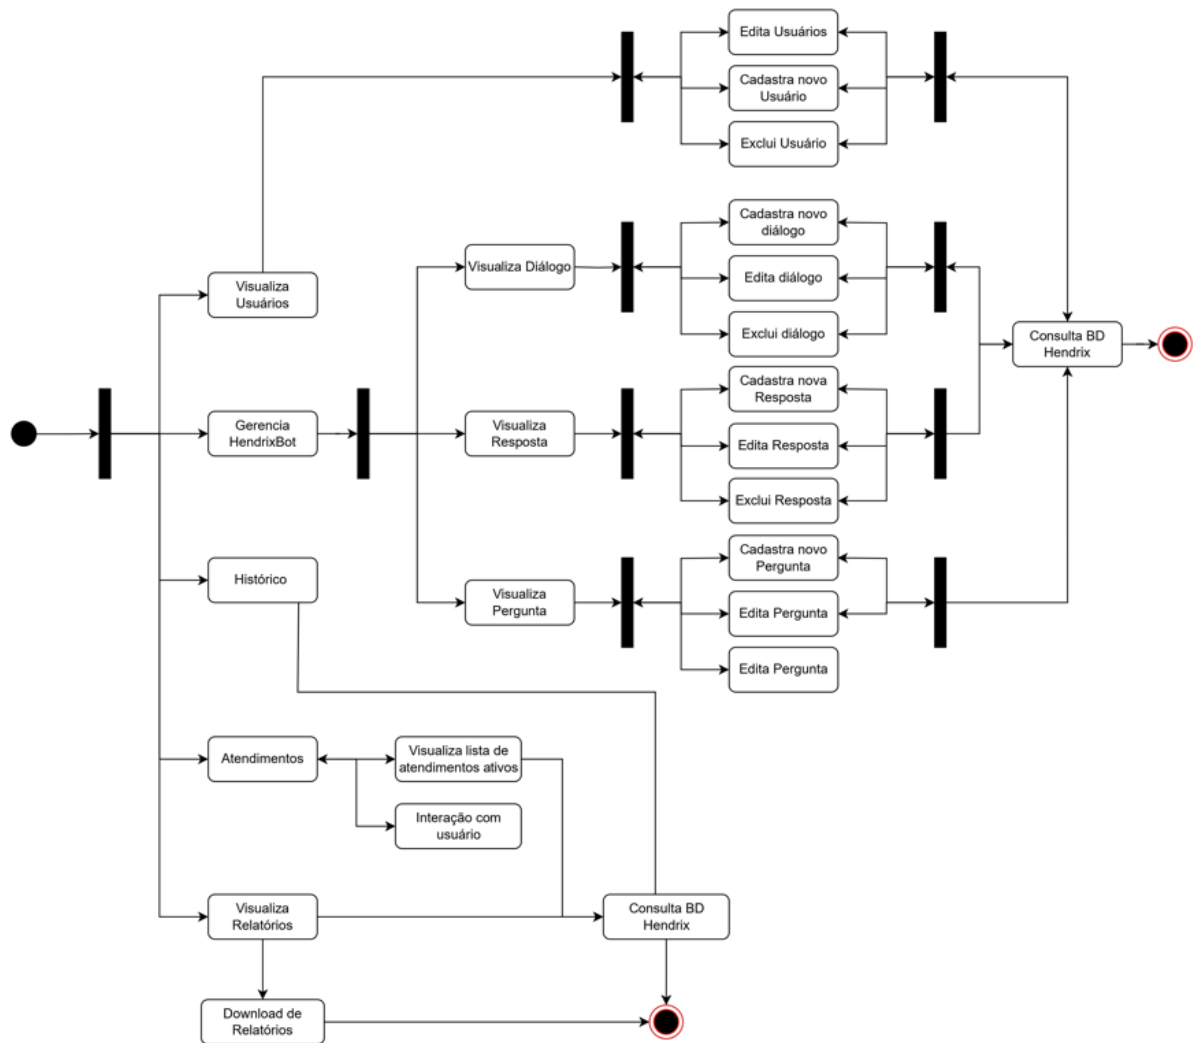 Edita Usuários
Cadastra novo
Usuário
Exclui Usuário
Cadastra novo
diálogo
Visualiza Diálogo
Edita diálogo
Exclui diálogo
Visualiza
Usuários
Consulta BD
Hendrix
Cadastra nova
Resposta
Gerencia
HendrixBot
Visualiza
Resposta
Edita Resposta
Exclui Resposta
Cadastra novo
Pergunta
Histórico
Visualiza
Pergunta
Edita Pergunta
Edita Pergunta
Atendimentos
Visualiza lista de
atendimentos ativos
Interação com
usuário
Visualiza
Relatórios
Consulta BD
Hendrix
Download de
Relatórios